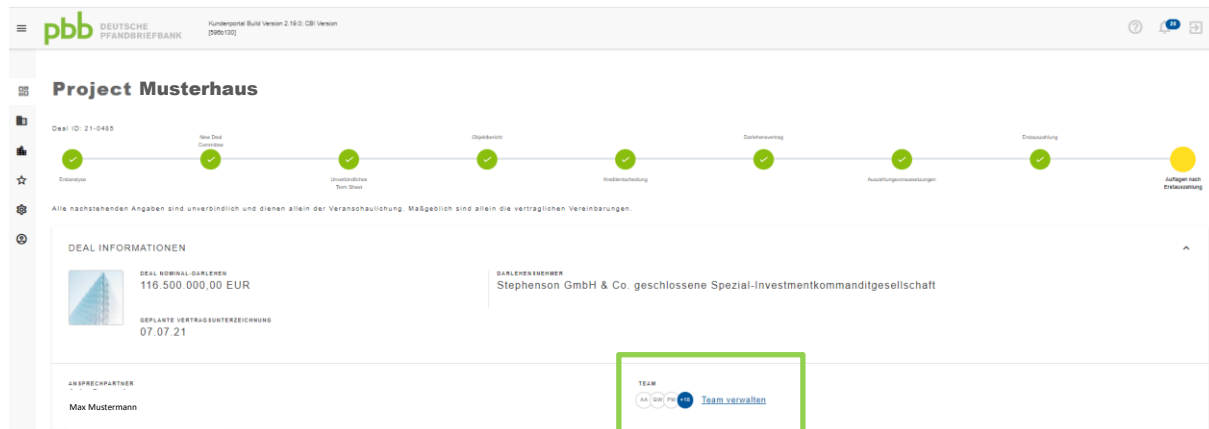 pbb DEUTSCHE
PFANDBRIEFBANK
Kundenportal Build Version 2.19.0: CBI Version
[596b130]
28
Project Musterhaus
Deal ID: 21-0485
Erstanalyse
New Deal
Committee
Unverbindliches
Term Sheet
Objektbericht
Kreditentscheidung
Darlehensvertrag
Auszahlungsvoraussetzungen
Erstauszahlung
Auflagen nach
Erstauszahlung
Alle nachstehenden Angaben sind unverbindlich und dienen allein der Veranschaulichung. Maßgeblich sind allein die vertraglichen Vereinbarungen.
DEAL INFORMATIONEN
DEAL NOMINAL-DARLEHEN
116.500.000,00 EUR
GEPLANTE VERTRAGSUNTERZEICHNUNG
07.07.21
DARLEHENSNEHMER
Stephenson GmbH & Co. geschlossene Spezial-Investmentkommanditgesellschaft
ANSPRECHPARTNER
Max Mustermann
TEAM
AA GW PM Team verwalten